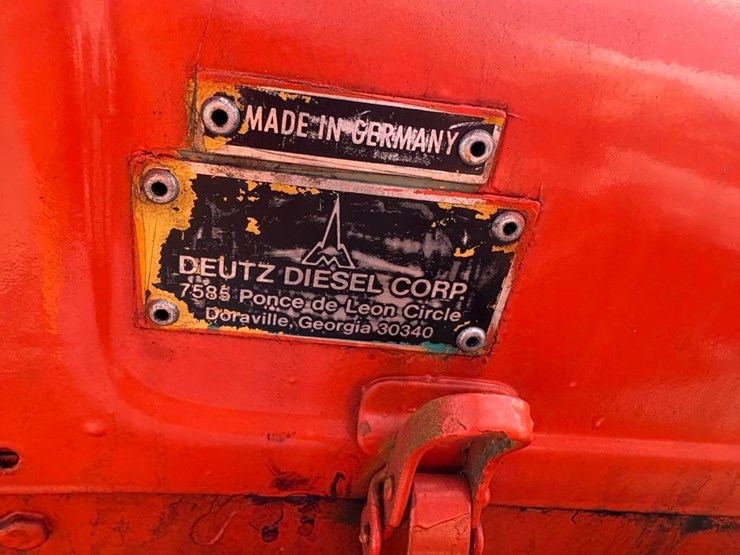 MADE IN GERMANY
DEUTZ DIESEL CORP.
7585 Ponce de Leon Circle
Doraville, Georgia 30340